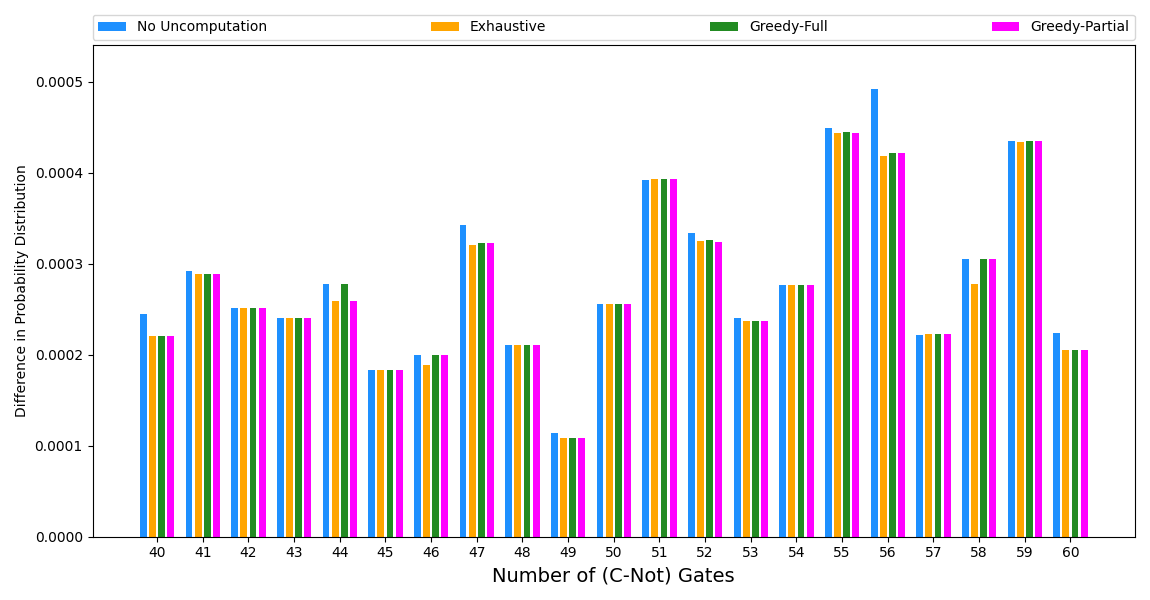 No Uncomputation Exhaustive Greedy-Full Greedy-Partial
Difference in Probability Distribution
0.0005
0.0004
0.0003
0.0002
0.0001
0.0000
40 41 42 43 44 45 46 47 48 49 50 51 52 53 54 55 56 57 58 59 60
Number of (C-Not) Gates